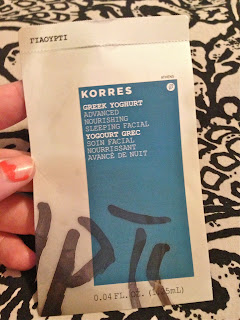 ΓΙΑΟΥΡΤΙ
KORRES
GREEK YOGHURT
ADVANCED
NOURISHING
SLEEPING FACIAL
YOGOURT GREC
SOIN FACIAL
NOURRISSANT
AVANCÉ DE NUIT
ρτι
0.04 FL. OZ.